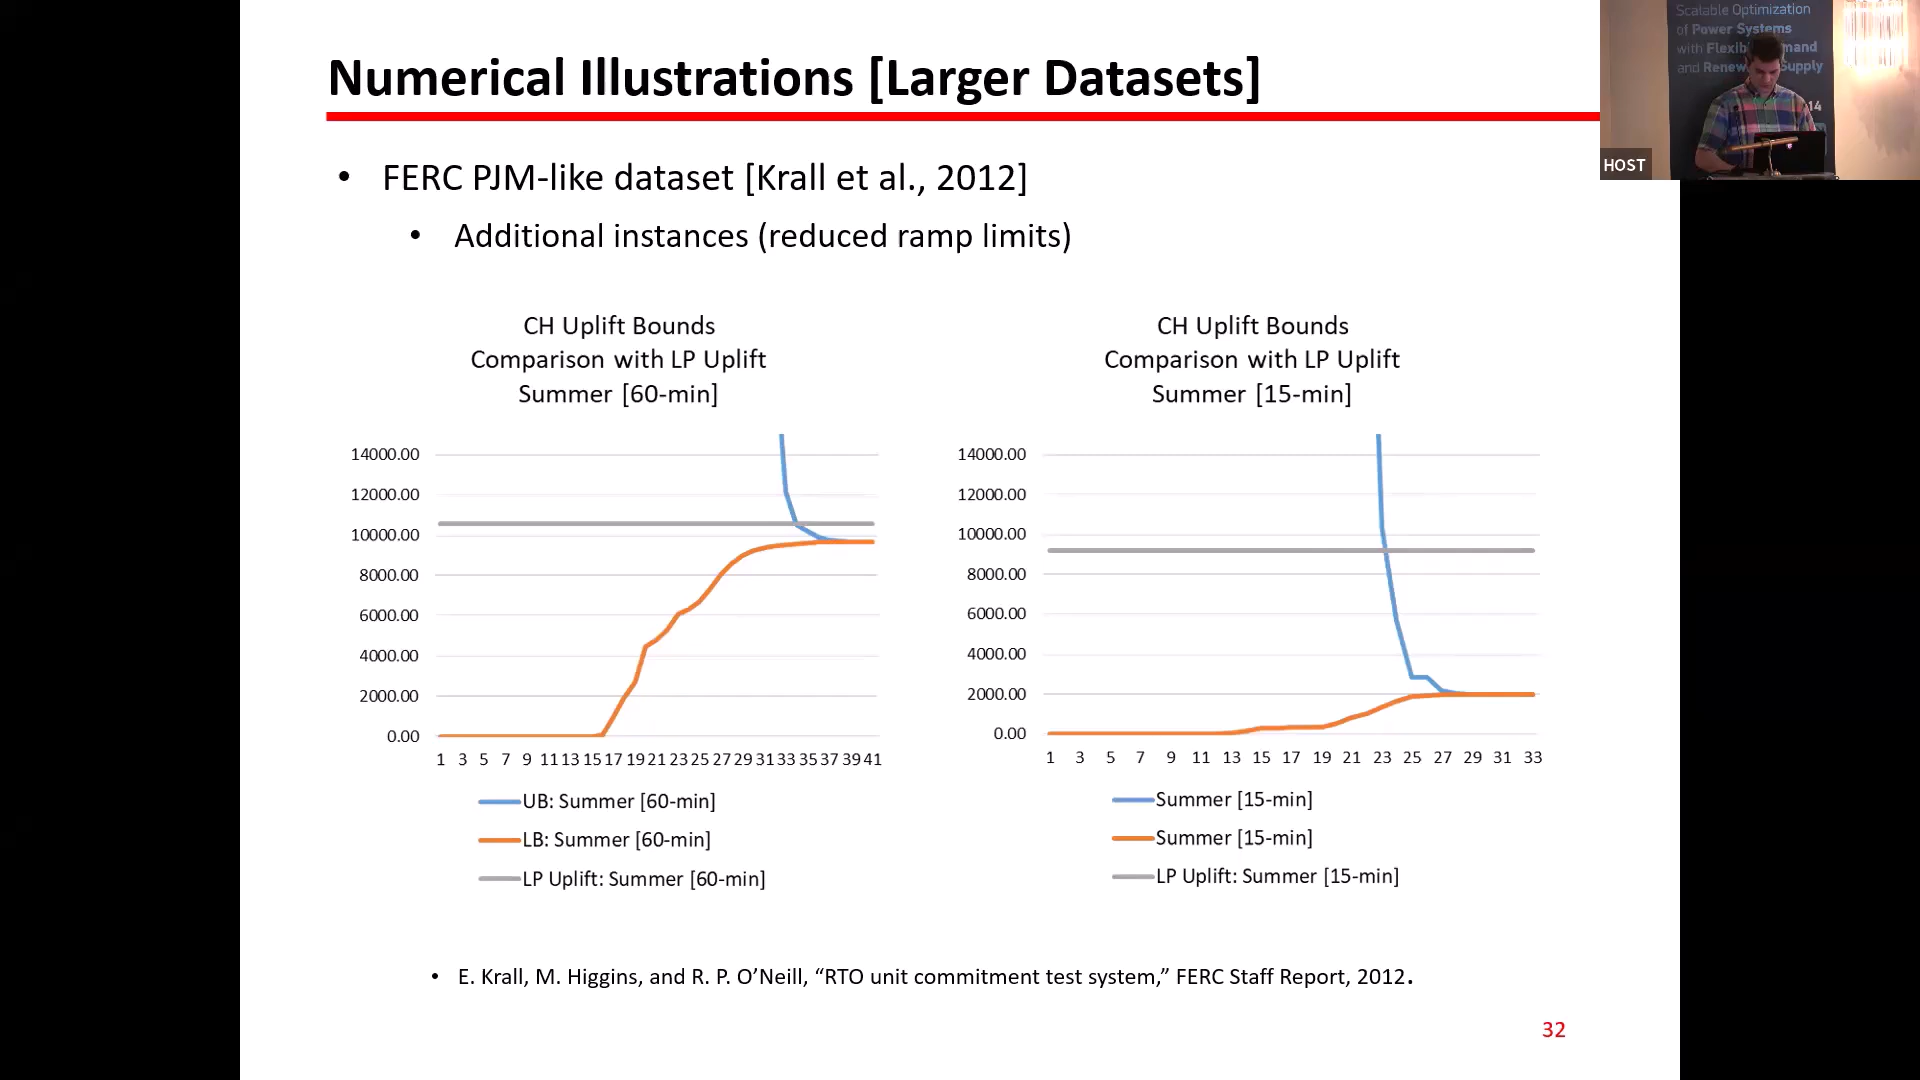 Numerical Illustrations [Larger Datasets]
• FERC PJM-like dataset [Krall et al., 2012]
• Additional instances (reduced ramp limits)
CH Uplift Bounds
Comparison with LP Uplift
Summer [60-min]
14000.00
12000.00
10000.00
8000.00
6000.00
4000.00
2000.00
0.00
1 3 5 7 9 11 13 15 17 19 21 23 25 27 29 31 33 35 37 39 41
UB: Summer [60-min]
LB: Summer [60-min]
LP Uplift: Summer [60-min]
CH Uplift Bounds
Comparison with LP Uplift
Summer [15-min]
14000.00
12000.00
10000.00
8000.00
6000.00
4000.00
2000.00
0.00
1 3 5 7 9 11 13 15 17 19 21 23 25 27 29 31 33
Summer [15-min]
Summer [15-min]
LP Uplift: Summer [15-min]
• E. Krall, M. Higgins, and R. P. O’Neill, “RTO unit commitment test system,” FERC Staff Report, 2012.
32
Scalable Optimization
of Power Systems
with
and Supply
14
HOST